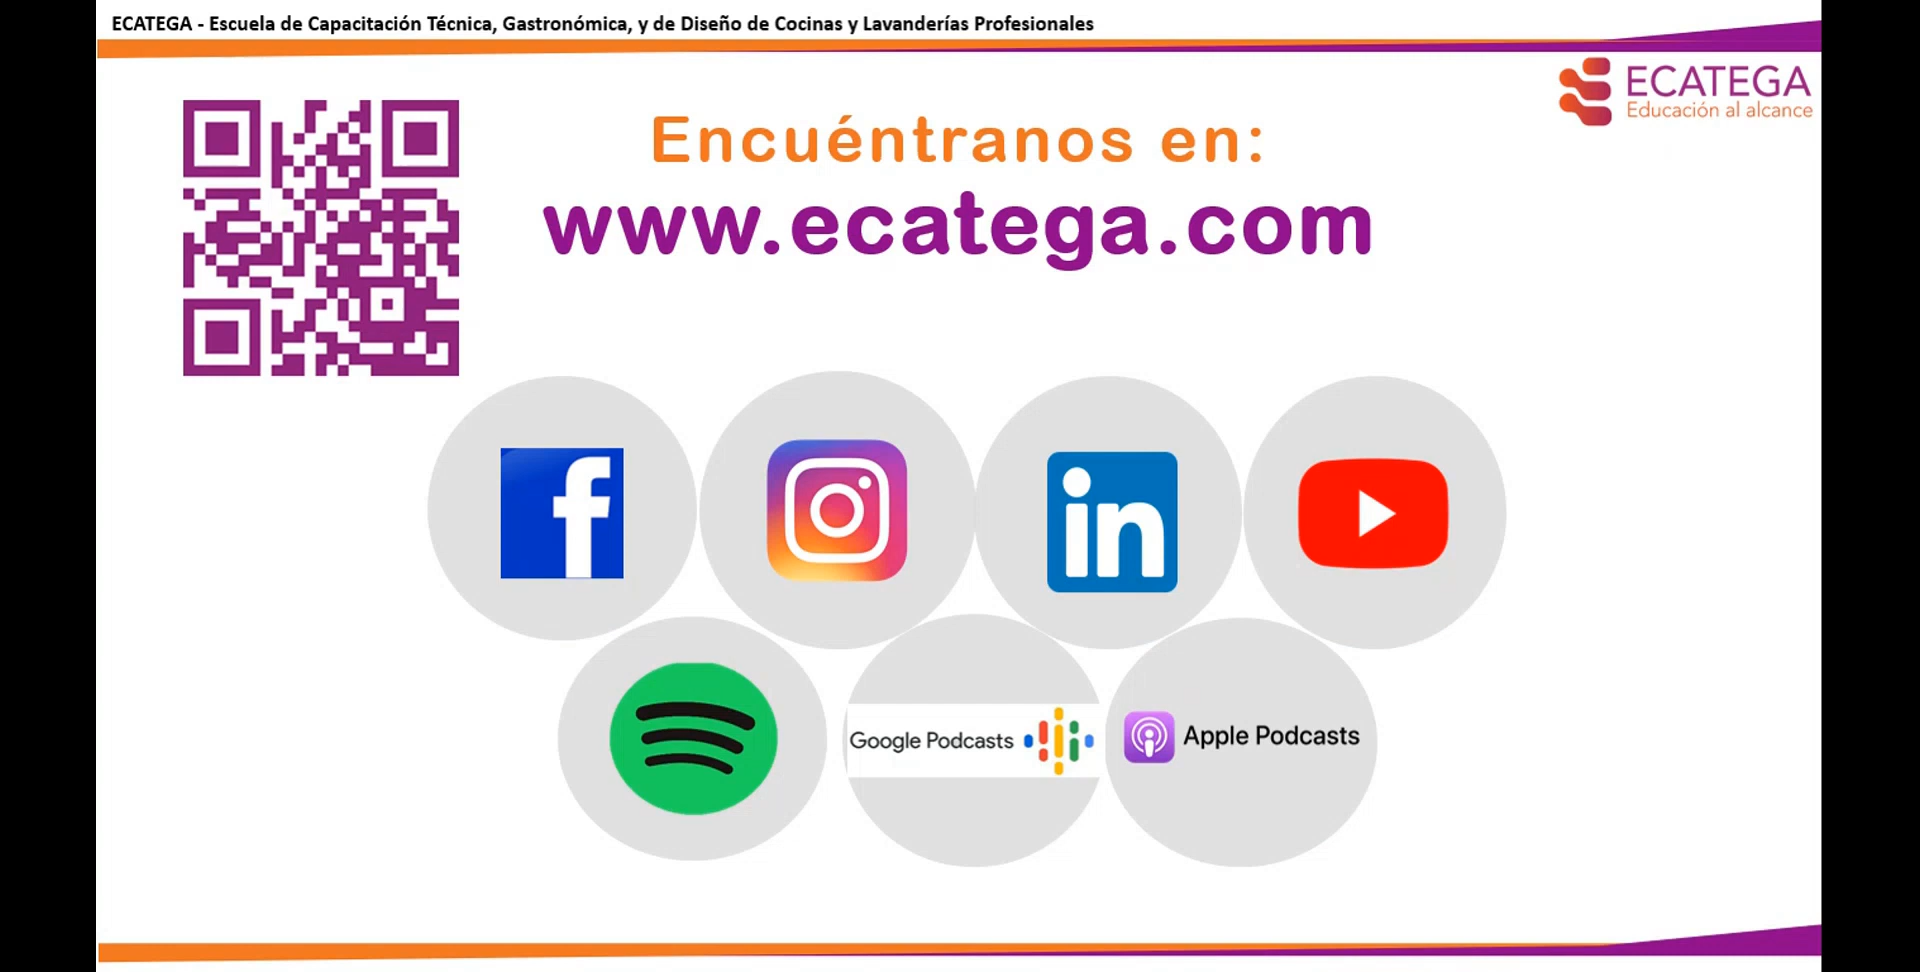 ECATEGA - Escuela de Capacitación Técnica, Gastronómica, y de Diseño de Cocinas y Lavanderías Profesionales
ECATEGA
Educación al alcance
Encuéntranos en:
www.ecatega.com
f
in
Google Podcasts
Apple Podcasts